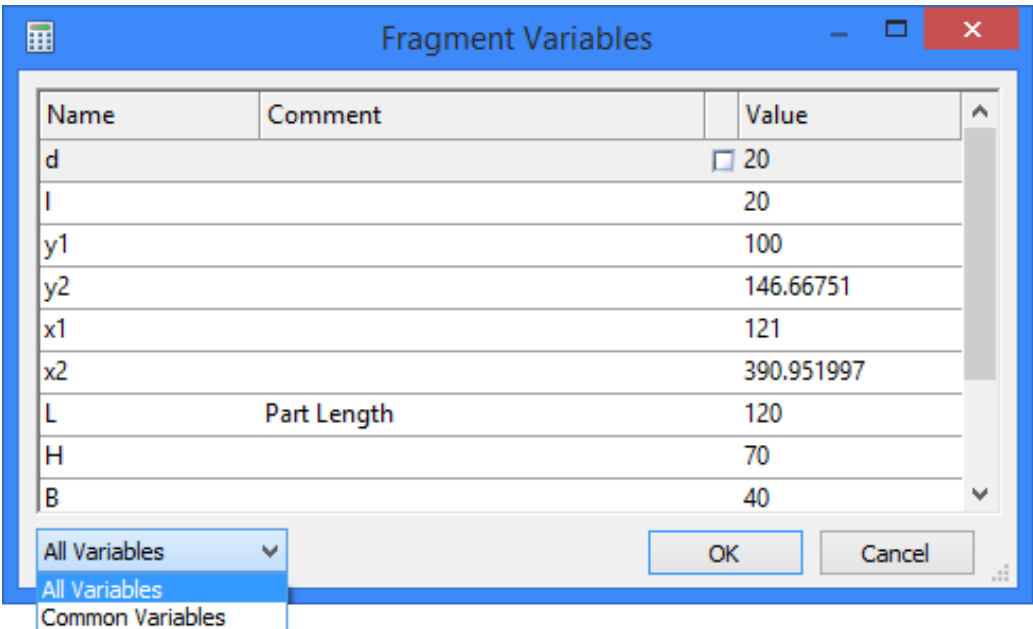 Fragment Variables
Name Comment Value
d 20
l 20
y1 100
y2 146.66751
x1 121
x2 390.951997
L Part Length 120
H 70
B 40
All Variables OK Cancel
All Variables
Common Variables